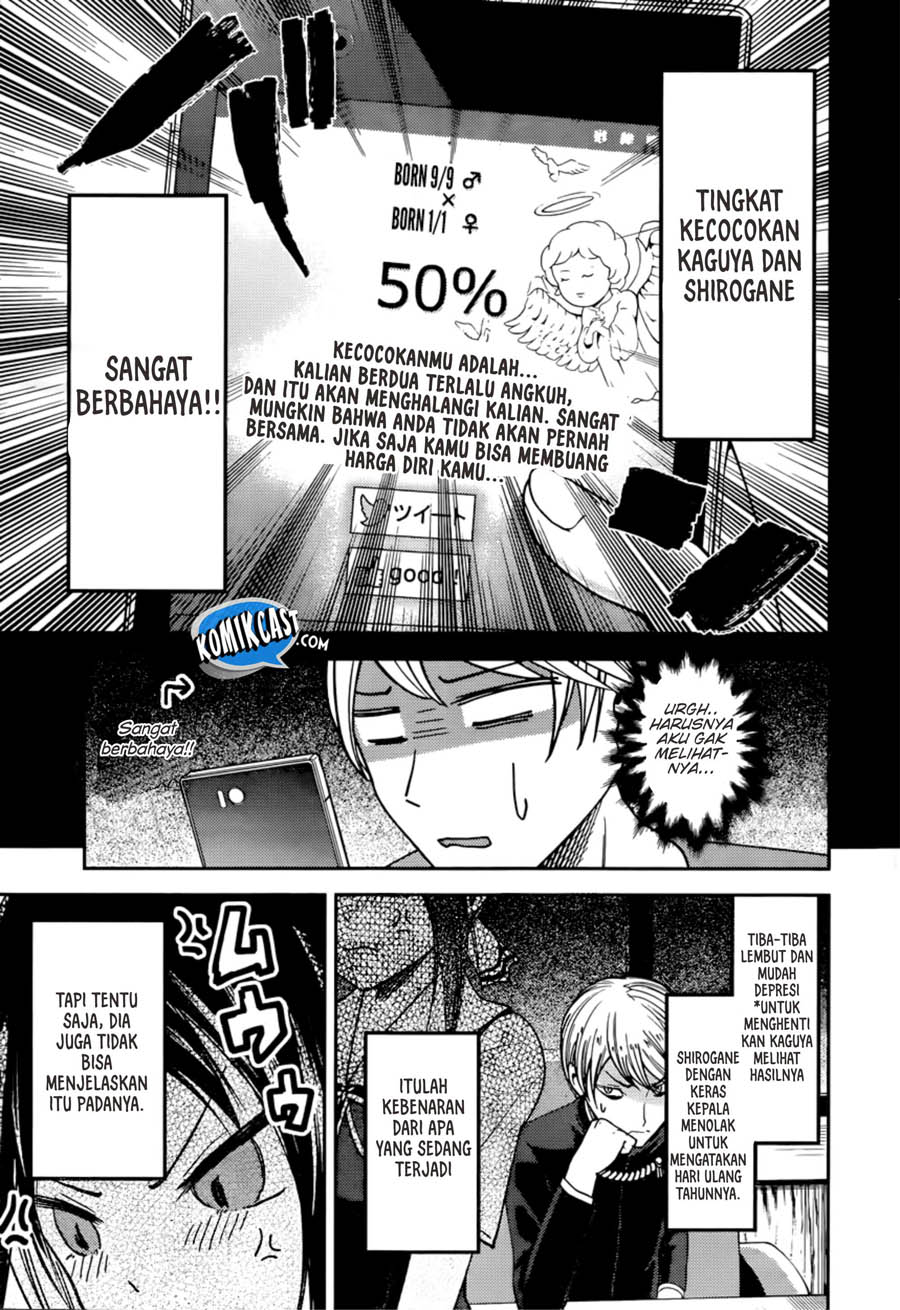 TINGKAT
KECOCOKAN
KAGUYA DAN
SHIROGANE
BORN 9/9 ♂
×
BORN 1/1 ♀
50%
KECOCOKANMU ADALAH...
KALIAN BERDUA TERLALU ANGKUH,
DAN ITU AKAN MENGHALANGI KALIAN. SANGAT
MUNGKIN BAHWA ANDA TIDAK AKAN PERNAH
BERSAMA. JIKA SAJA KAMU BISA MEMBUANG
HARGA DIRI KAMU...
ツイート
good!
SANGAT
BERBAHAYA!!
KOMIKCAST
.COM
URGH..
HARUSNYA
AKU GAK
MELIHAT-
NYA...
Sangat
berbahaya!!
TIBA-TIBA
LEMBUT DAN
MUDAH
DEPRESI
*UNTUK
MENGHENTI
KAN KAGUYA
MELIHAT
HASILNYA
SHIROGANE
DENGAN
KERAS
KEPALA
MENOLAK
UNTUK
MENGATAKAN
HARI ULANG
TAHUNNYA.
ITULAH
KEBENARAN
DARI APA
YANG SEDANG
TERJADI
ムゥゥ
TAPI TENTU
SAJA, DIA
JUGA TIDAK
BISA
MENJELASKAN
ITU PADANYA.